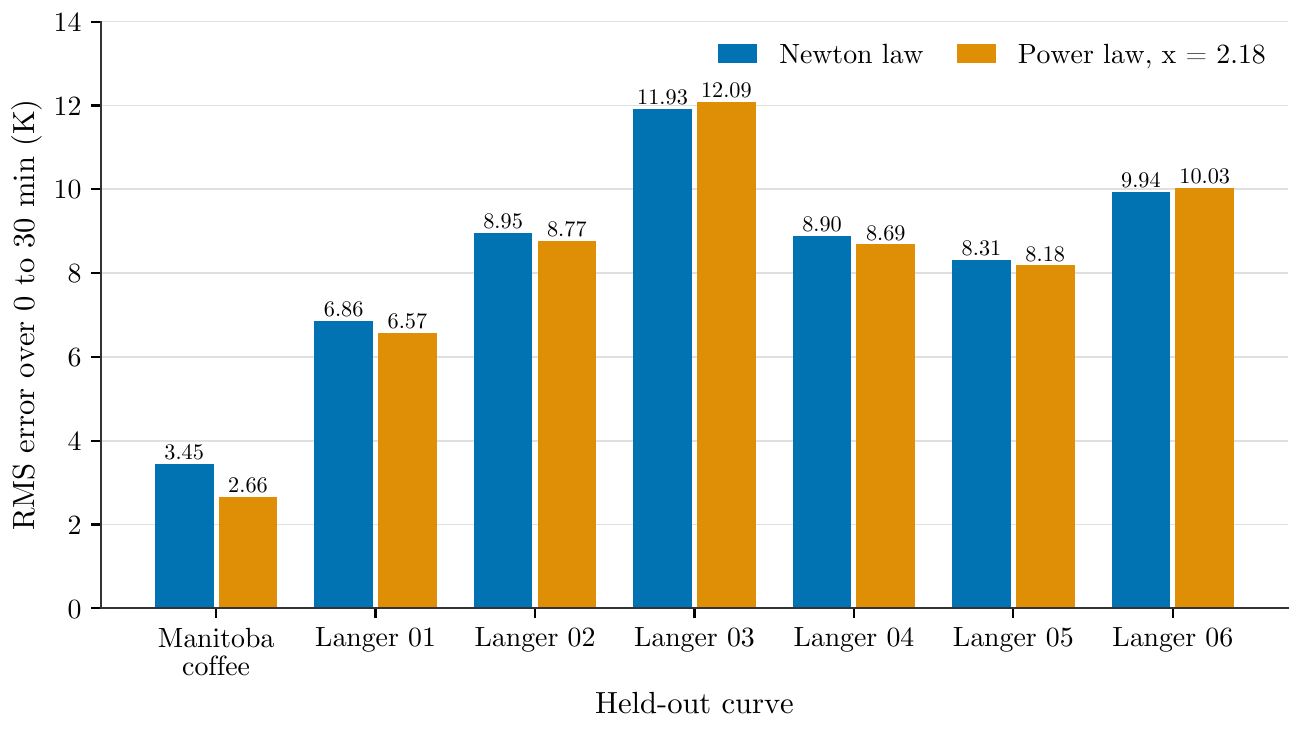 14
12
10
8
6
4
2
0
RMS error over 0 to 30 min (K)
Newton law
Power law, x = 2.18
3.45
2.66
6.86
6.57
8.95
8.77
11.93
12.09
8.90
8.69
8.31
8.18
9.94
10.03
Manitoba
coffee
Langer 01
Langer 02
Langer 03
Langer 04
Langer 05
Langer 06
Held-out curve